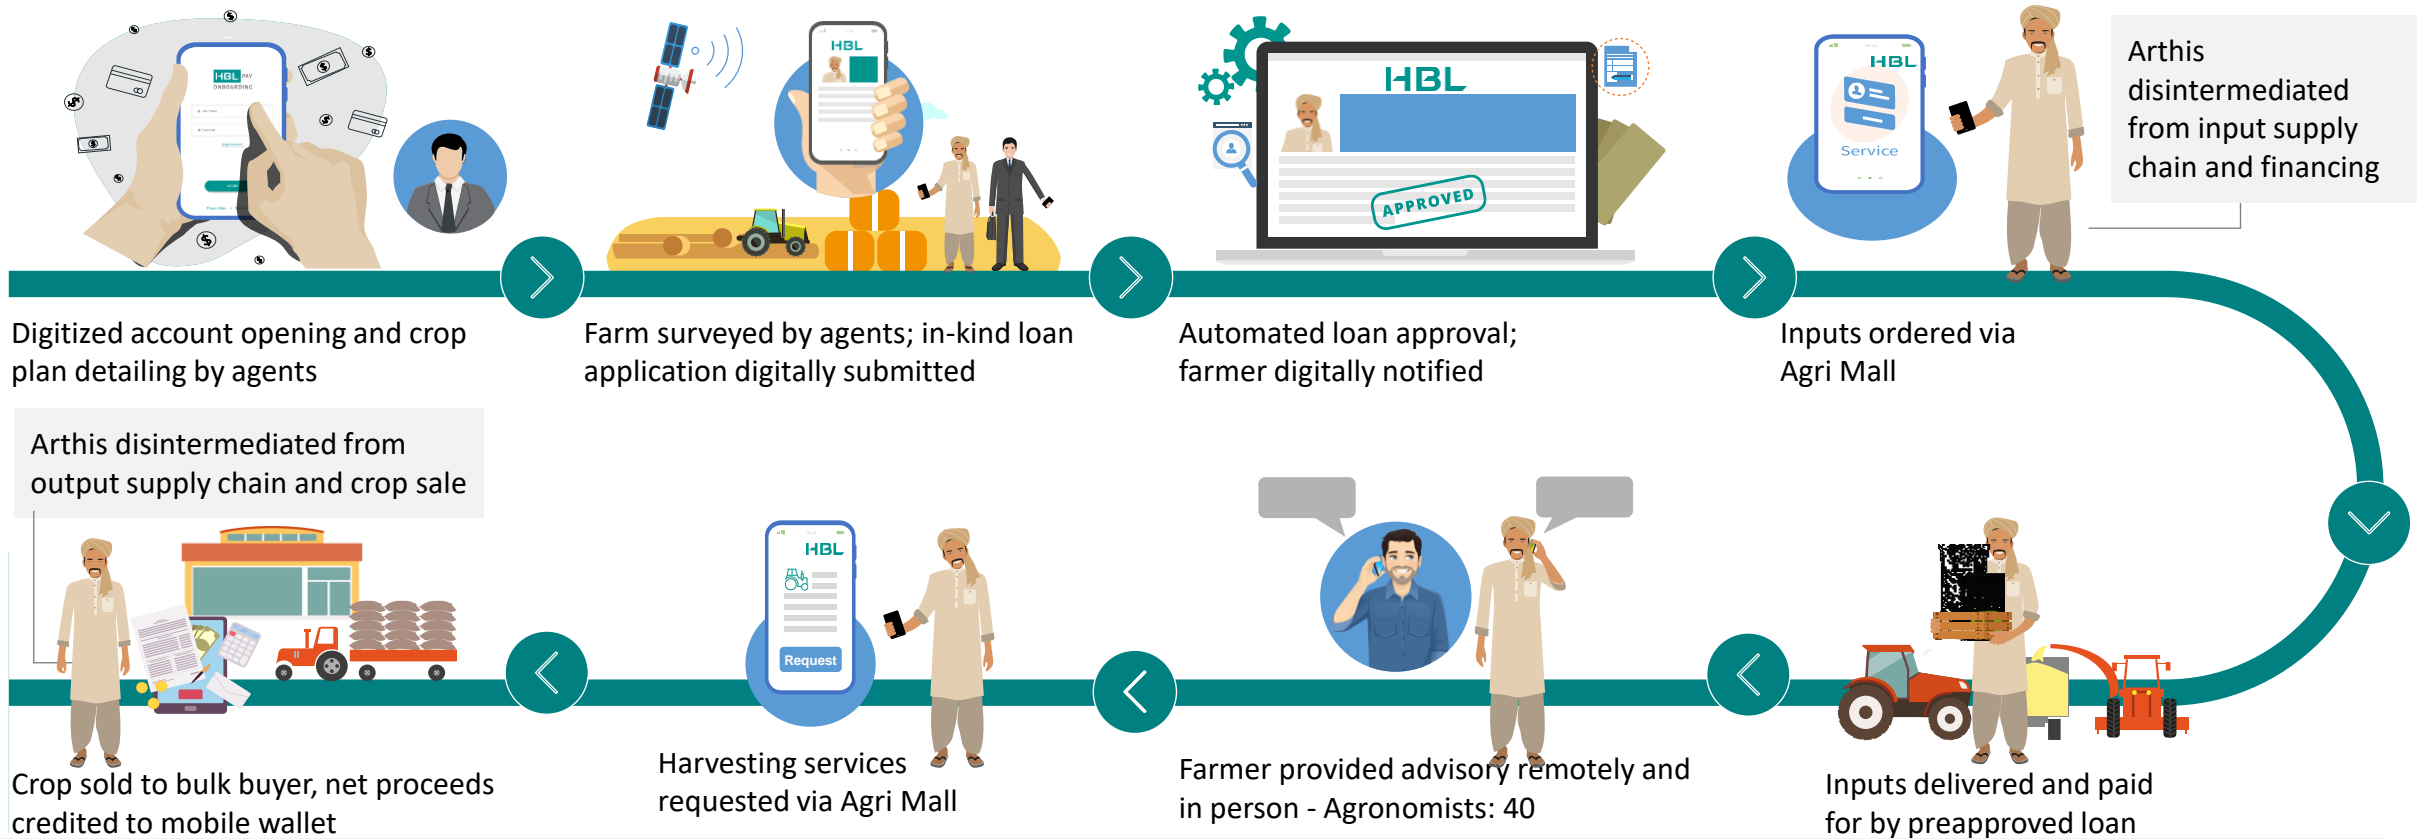 HBL PAY
ONBOARDING
HBL
HBL
APPROVED
HBL
Service
Arthis
disintermediated
from input supply
chain and financing
Digitized account opening and crop
plan detailing by agents
Farm surveyed by agents; in-kind loan
application digitally submitted
Automated loan approval;
farmer digitally notified
Inputs ordered via
Agri Mall
Arthis disintermediated from
output supply chain and crop sale
HBL
Request
Crop sold to bulk buyer, net proceeds
credited to mobile wallet
Harvesting services
requested via Agri Mall
Farmer provided advisory remotely and
in person - Agronomists: 40
Inputs delivered and paid
for by preapproved loan